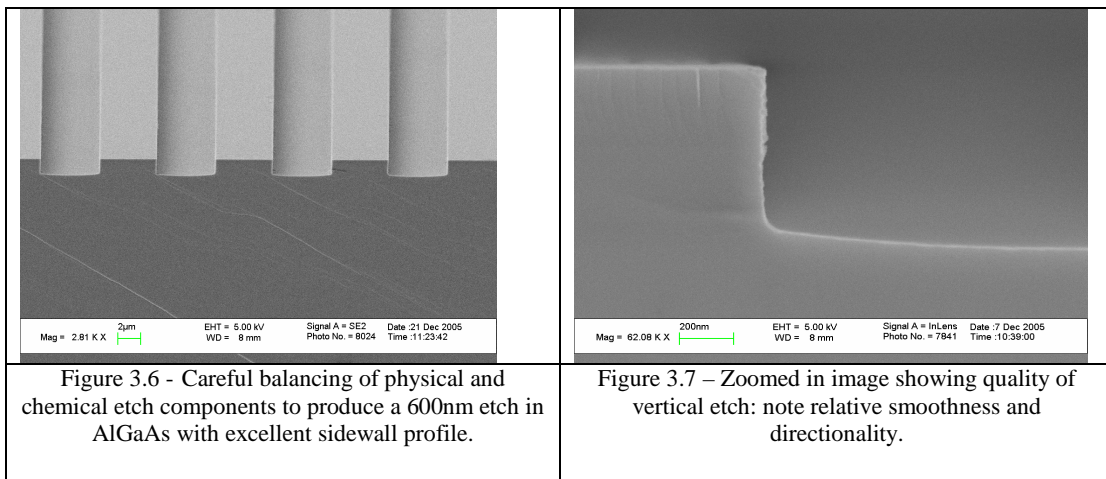 2µm
Mag = 2.81 K X
EHT = 5.00 kV
WD = 8 mm
Signal A = SE2
Photo No. = 8024
Date :21 Dec 2005
Time :11:23:42
200nm
Mag = 62.08 K X
EHT = 5.00 kV
WD = 8 mm
Signal A = InLens
Photo No. = 7841
Date :7 Dec 2005
Time :10:39:00
Figure 3.6 - Careful balancing of physical and
chemical etch components to produce a 600nm etch in
AlGaAs with excellent sidewall profile.
Figure 3.7 – Zoomed in image showing quality of
vertical etch: note relative smoothness and
directionality.